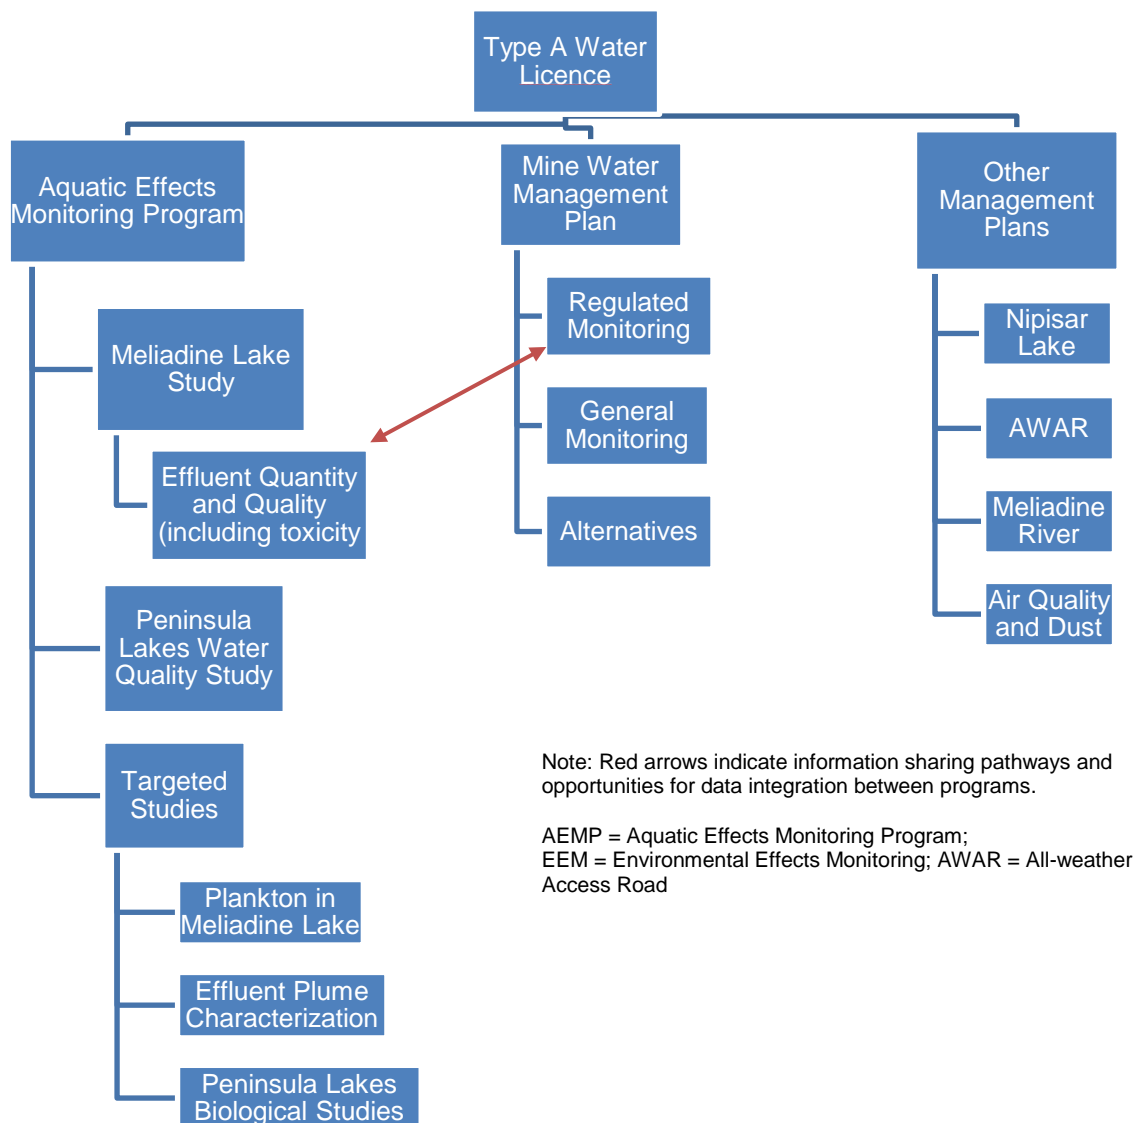 Type A Water
Licence
Aquatic Effects
Monitoring Program
Mine Water
Management
Plan
Other
Management
Plans
Meliadine Lake
Study
Effluent Quantity
and Quality
(including toxicity
Peninsula
Lakes Water
Quality Study
Targeted
Studies
Plankton in
Meliadine Lake
Effluent Plume
Characterization
Peninsula Lakes
Biological Studies
Regulated
Monitoring
General
Monitoring
Alternatives
Nipisar
Lake
AWAR
Meliadine
River
Air Quality
and Dust
Note: Red arrows indicate information sharing pathways and
opportunities for data integration between programs.
AEMP = Aquatic Effects Monitoring Program;
EEM = Environmental Effects Monitoring; AWAR = All-weather
Access Road